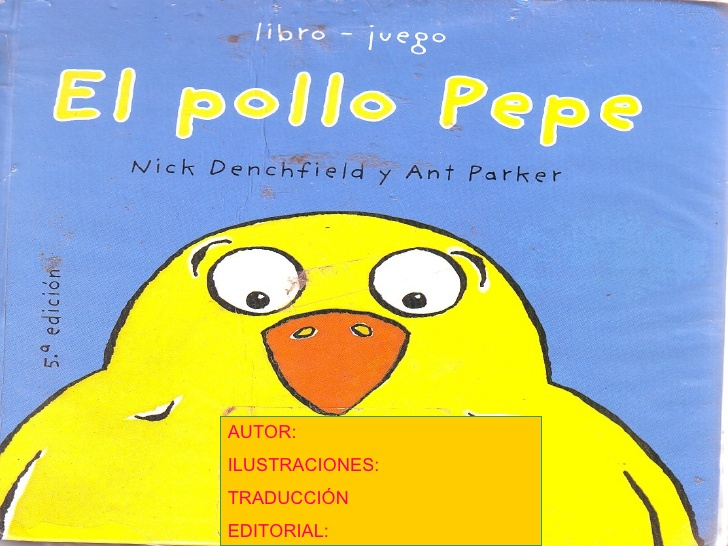 libro - juego
El pollo Pepe
Nick Denchfield y Ant Parker
5.ª edición
AUTOR:
ILUSTRACIONES:
TRADUCCIÓN
EDITORIAL: